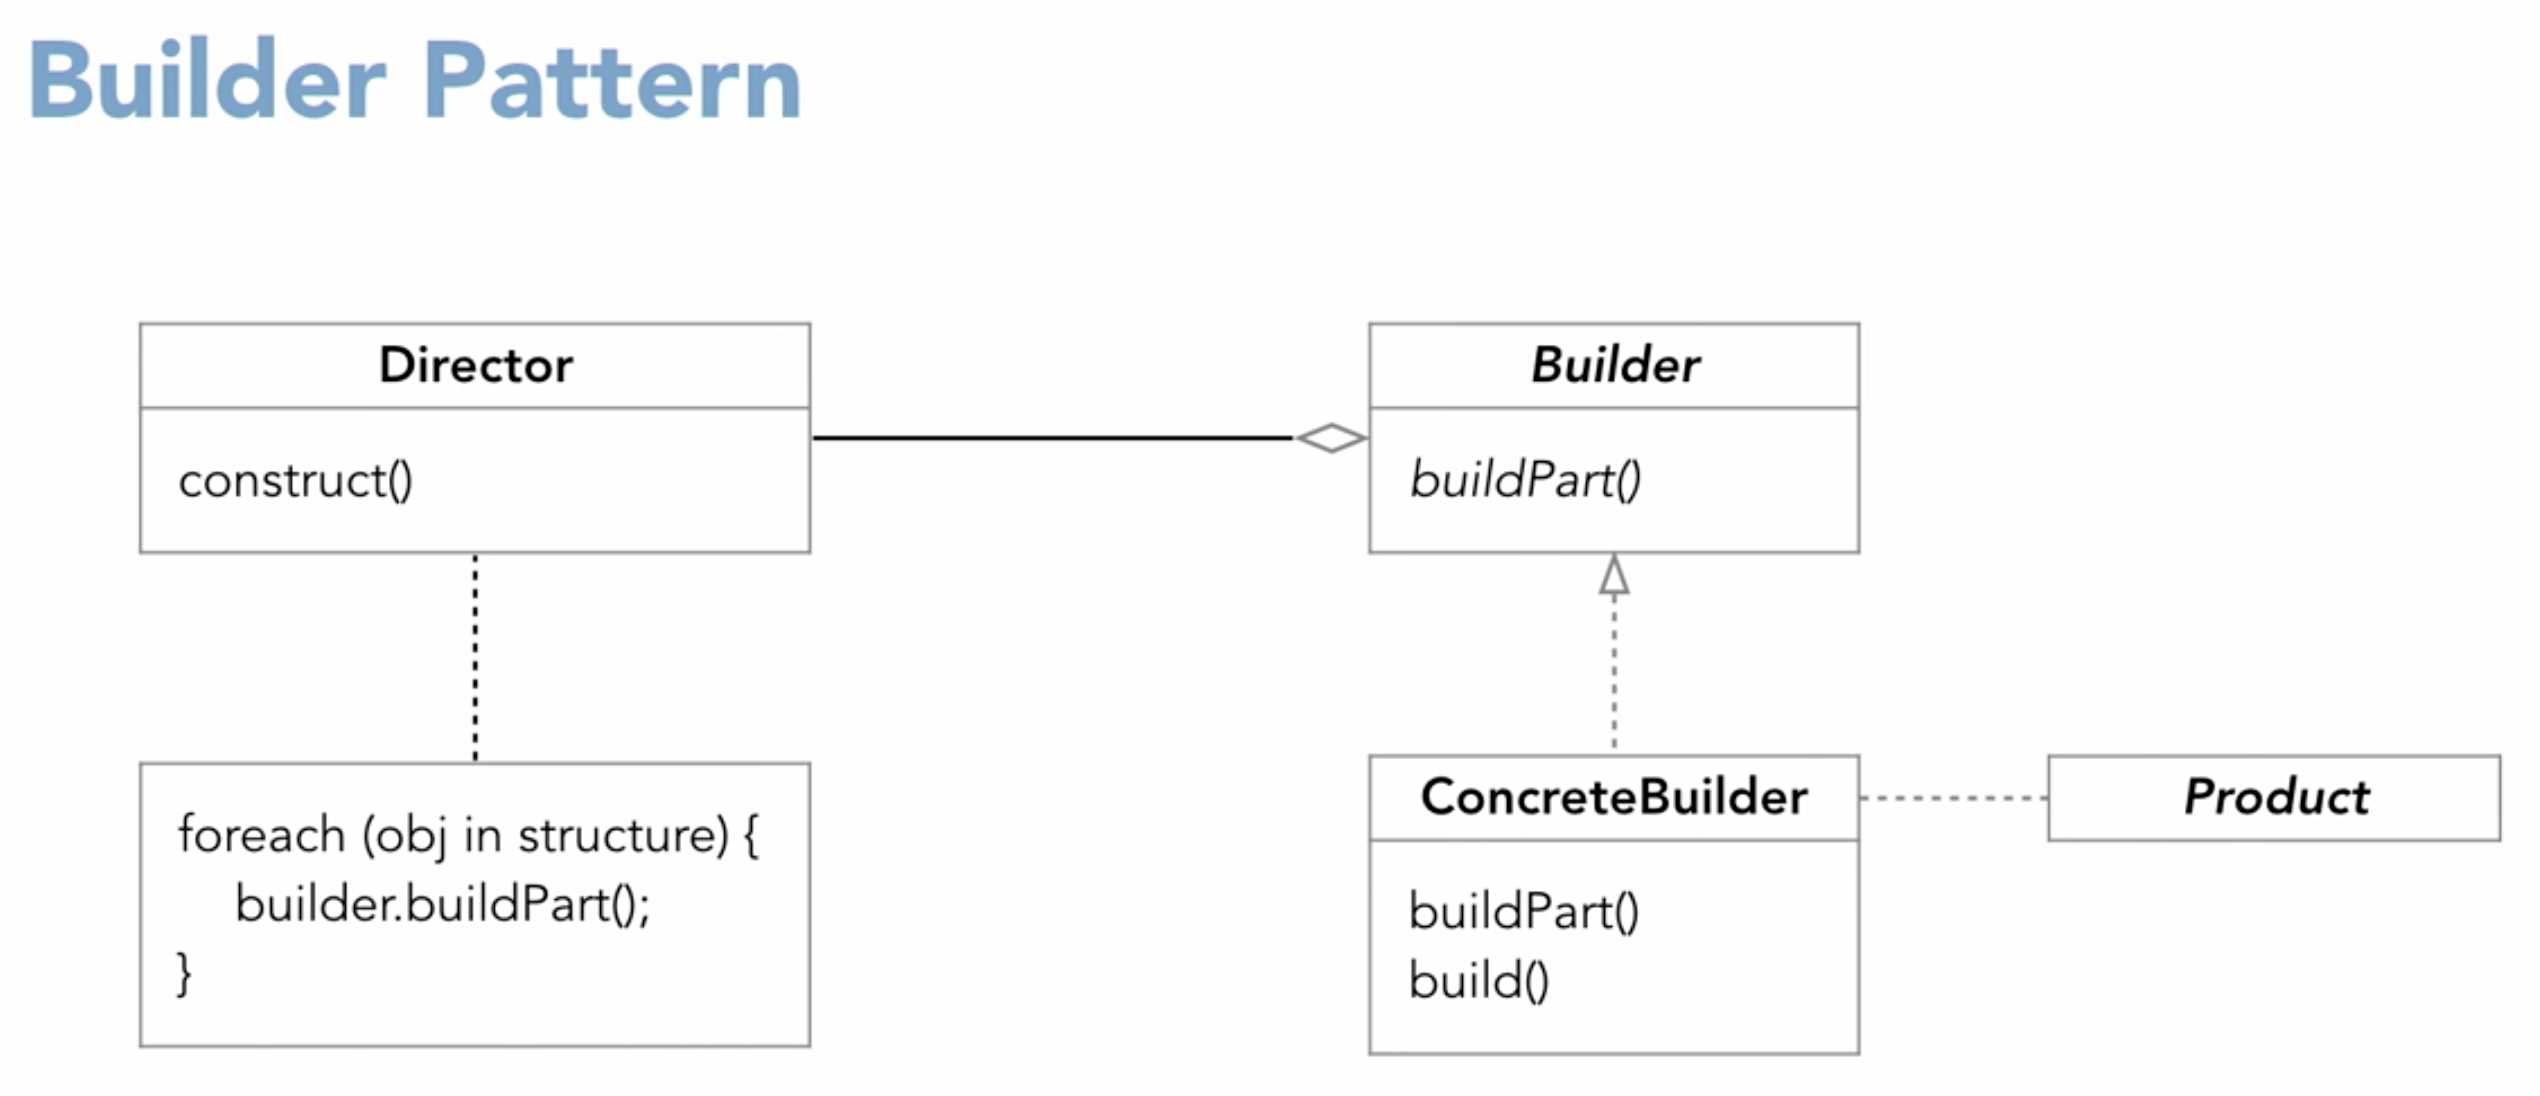 Builder Pattern
Director
construct()
Builder
buildPart()
foreach (obj in structure) {
builder.buildPart();
}
ConcreteBuilder
buildPart()
build()
Product